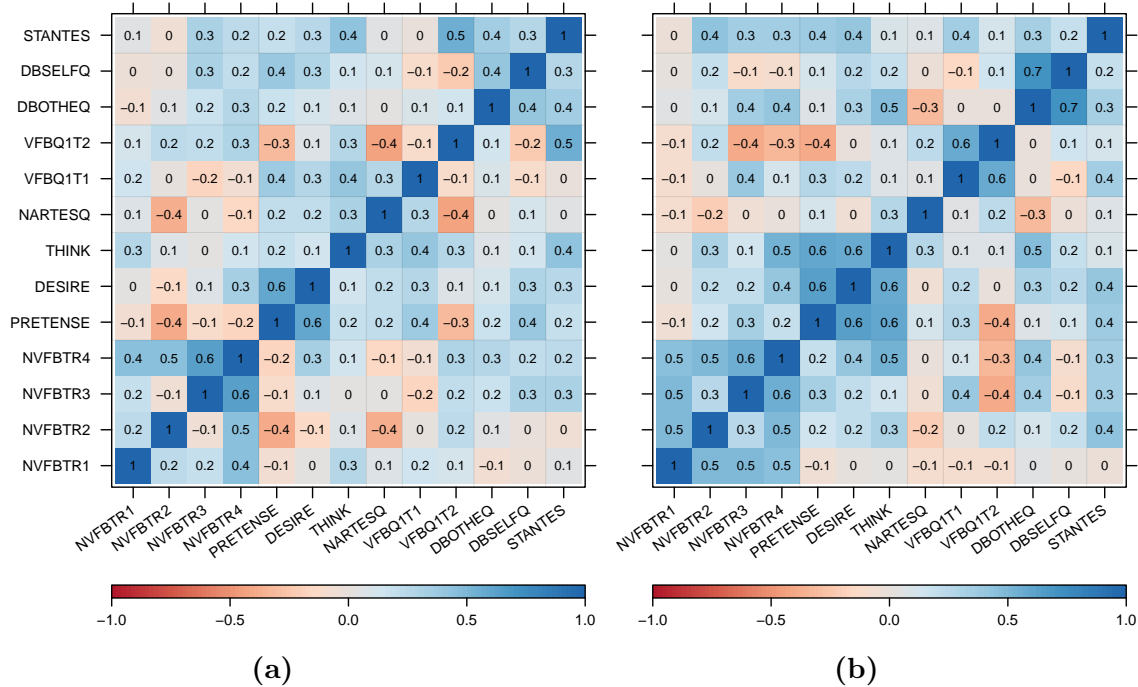 STANTES 0.1 0 0.3 0.2 0.2 0.3 0.4 0 0 0.5 0.4 0.3 1
DBSELFQ 0 0 0.3 0.2 0.4 0.3 0.1 0.1 −0.1 −0.2 0.4 1 0.3
DBOTHEQ −0.1 0.1 0.2 0.3 0.2 0.1 0.3 0 0.1 0.1 1 0.4 0.4
VFBQ1T2 0.1 0.2 0.2 0.3 −0.3 0.1 0.3 −0.4 −0.1 1 0.1 −0.2 0.5
VFBQ1T1 0.2 0 −0.2 −0.1 0.4 0.3 0.4 0.3 1 −0.1 0.1 −0.1 0
NARTESQ 0.1 −0.4 0 −0.1 0.2 0.2 0.3 1 0.3 −0.4 0 0.1 0
THINK 0.3 0.1 0 0.1 0.2 0.1 1 0.3 0.4 0.3 0.3 0.1 0.4
DESIRE 0 −0.1 0.1 0.3 0.6 1 0.1 0.2 0.3 0.1 0.1 0.3 0.3
PRETENSE −0.1 −0.4 −0.1 −0.2 1 0.6 0.2 0.2 0.4 −0.3 0.2 0.4 0.2
NVFBTR4 0.4 0.5 0.6 1 −0.2 0.3 0.1 −0.1 −0.1 0.3 0.3 0.2 0.2
NVFBTR3 0.2 −0.1 1 0.6 −0.1 0.1 0 0 −0.2 0.2 0.2 0.3 0.3
NVFBTR2 0.2 1 −0.1 0.5 −0.4 −0.1 0.1 −0.4 0 0.2 0.1 0 0
NVFBTR1 1 0.2 0.2 0.4 −0.1 0 0.3 0.1 0.2 0.1 −0.1 0 0.1
NVFBTR1 NVFBTR2 NVFBTR3 NVFBTR4 PRETENSE DESIRE THINK NARTESQ VFBQ1T1 VFBQ1T2 DBOTHEQ DBSELFQ STANTES
−1.0 −0.5 0.0 0.5 1.0
(a)
0 0.4 0.3 0.3 0.4 0.4 0.1 0.1 0.4 0.1 0.3 0.2 1
0 0.2 −0.1 −0.1 0.1 0.2 0.2 0 −0.1 0.1 0.7 1 0.2
0 0.1 0.4 0.4 0.1 0.3 0.5 −0.3 0 0 1 0.7 0.3
−0.1 0.2 −0.4 −0.3 −0.4 0 0.1 0.2 0.6 1 0 0.1 0.1
−0.1 0 0.4 0.1 0.3 0.2 0.1 0.1 1 0.6 0 −0.1 0.4
−0.1 −0.2 0 0 0.1 0 0.3 1 0.1 0.2 −0.3 0 0.1
0 0.3 0.1 0.5 0.6 0.6 1 0.3 0.1 0.1 0.5 0.2 0.1
0 0.2 0.2 0.4 0.6 1 0.6 0 0.2 0 0.3 0.2 0.4
−0.1 0.2 0.3 0.2 1 0.6 0.6 0.1 0.3 −0.4 0.1 0.1 0.4
0.5 0.5 0.6 1 0.2 0.4 0.5 0 0.1 −0.3 0.4 −0.1 0.3
0.5 0.3 1 0.6 0.3 0.2 0.1 0 0.4 −0.4 0.4 −0.1 0.3
0.5 1 0.3 0.5 0.2 0.2 0.3 −0.2 0 0.2 0.1 0.2 0.4
1 0.5 0.5 0.5 −0.1 0 0 −0.1 −0.1 −0.1 0 0 0
NVFBTR1 NVFBTR2 NVFBTR3 NVFBTR4 PRETENSE DESIRE THINK NARTESQ VFBQ1T1 VFBQ1T2 DBOTHEQ DBSELFQ STANTES
−1.0 −0.5 0.0 0.5 1.0
(b)